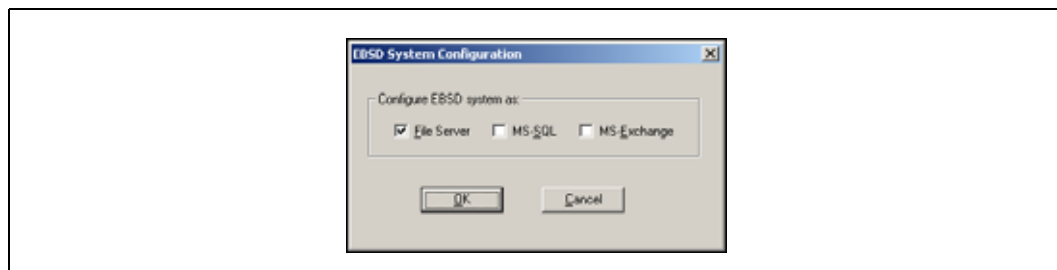 EBSD System Configuration
Configure EBSD system as:
File Server MS-SQL MS-Exchange
OK Cancel